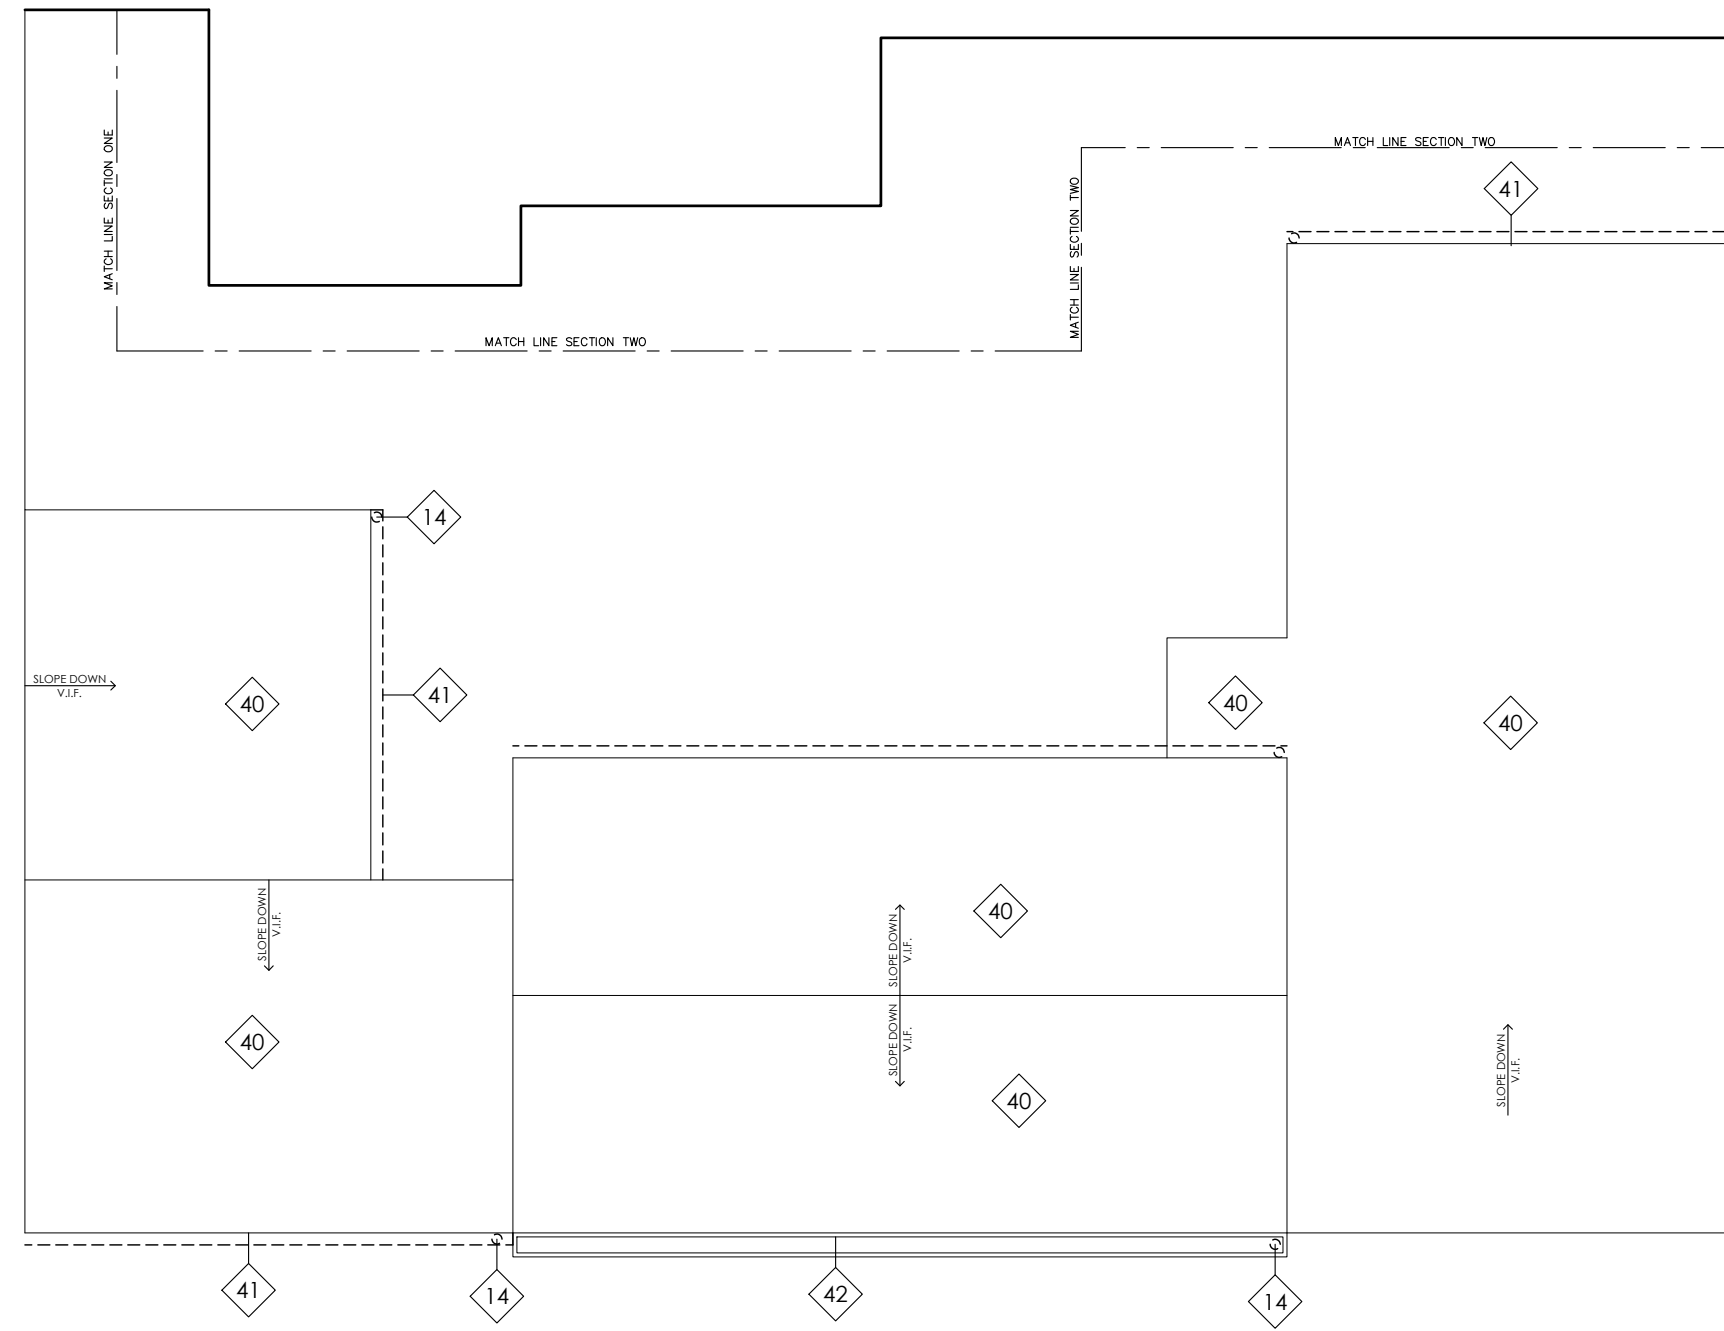 MATCH LINE SECTION ONE
MATCH LINE SECTION TWO
MATCH LINE SECTION TWO
MATCH LINE SECTION TWO
41
14
SLOPE DOWN
V.I.F.
40
41
40
40
SLOPE DOWN
V.I.F.
40
SLOPE DOWN
V.I.F.
40
SLOPE DOWN
V.I.F.
40
SLOPE DOWN
V.I.F.
41
14
42
14